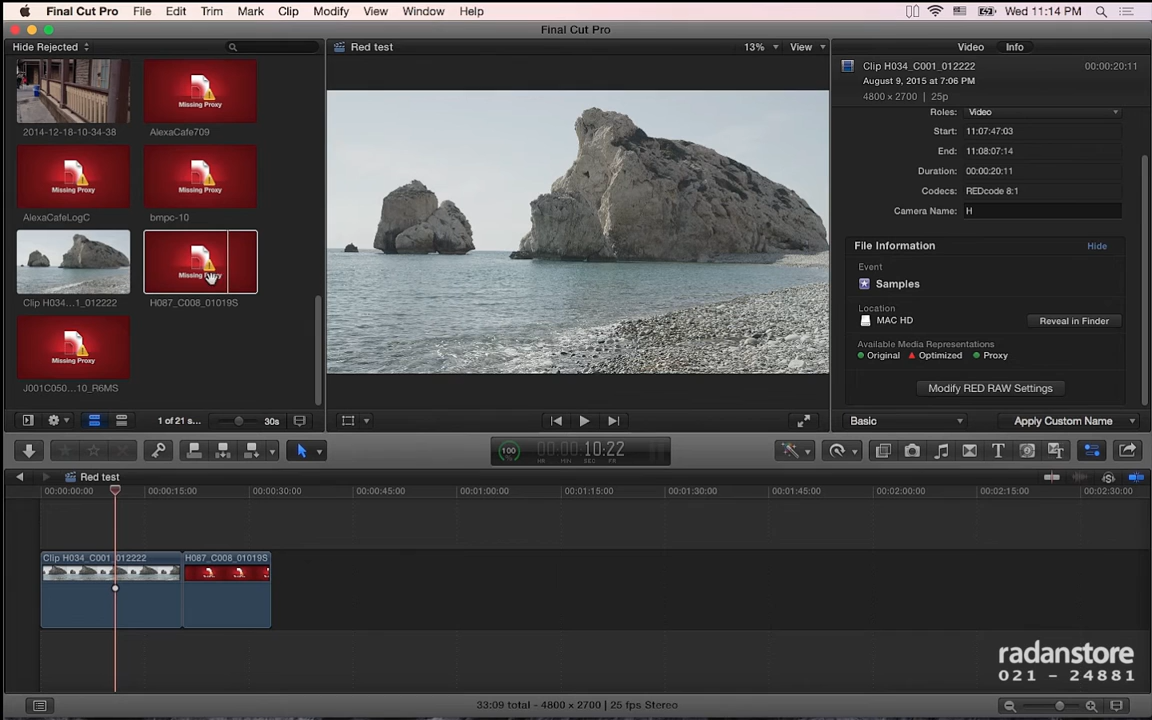 Final Cut Pro File Edit Trim Mark Clip Modify View Window Help Wed 11:14 PM
Final Cut Pro
Hide Rejected
Red test 13% View
Video Info
Clip H034_C001_012222 00:00:20:11
August 9, 2015 at 7:06 PM
4800 x 2700 | 25p
Roles: Video
Start: 11:07:47:03
End: 11:08:07:14
Duration: 00:00:20:11
Codecs: REDcode 8:1
Camera Name: H
File Information Hide
Event
Samples
Location
MAC HD Reveal in Finder
Available Media Representations
Original Optimized Proxy
Modify RED RAW Settings
Basic Apply Custom Name
Missing Proxy
2014-12-18-10-34-38 AlexaCafe709
Missing Proxy Missing Proxy
AlexaCafeLogC bmpc-10
Missing Proxy
Clip H034...1_012222 H087_C008_01019S
Missing Proxy
J001C050...10_R6MS
1 of 21 s... 30s
100 00:00:10:22
HR MIN SEC FR
Red test
00:00:00:00 00:00:15:00 00:00:30:00 00:00:45:00 00:01:00:00 00:01:15:00 00:01:30:00 00:01:45:00 00:02:00:00 00:02:15:00 00:02:30:00
Clip H034_C001_012222 H087_C008_01019S
radanstore
021 - 24881
33:09 total - 4800 x 2700 | 25 fps Stereo